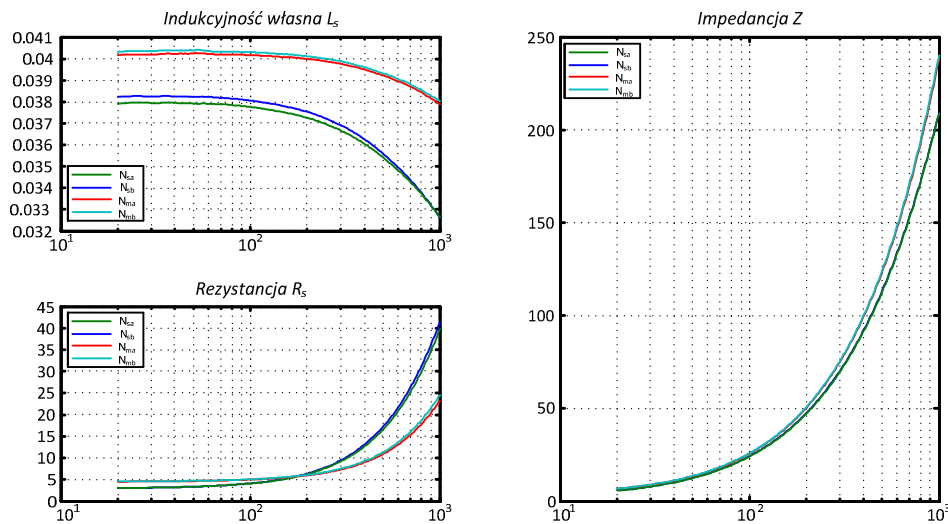 Indukcyjność własna Ls
0.041
0.04
0.039
0.038
0.037
0.035
0.034
0.033
0.032
10¹
10²
10³
Nsa
Nsb
Nma
Nmb
Rezystancja Rs
45
40
35
30
25
20
15
10
5
0
10¹
10²
10³
Nsa
Nsb
Nma
Nmb
Impedancja Z
250
200
150
100
50
0
10¹
10²
10
Nsa
Nsb
Nma
Nmb